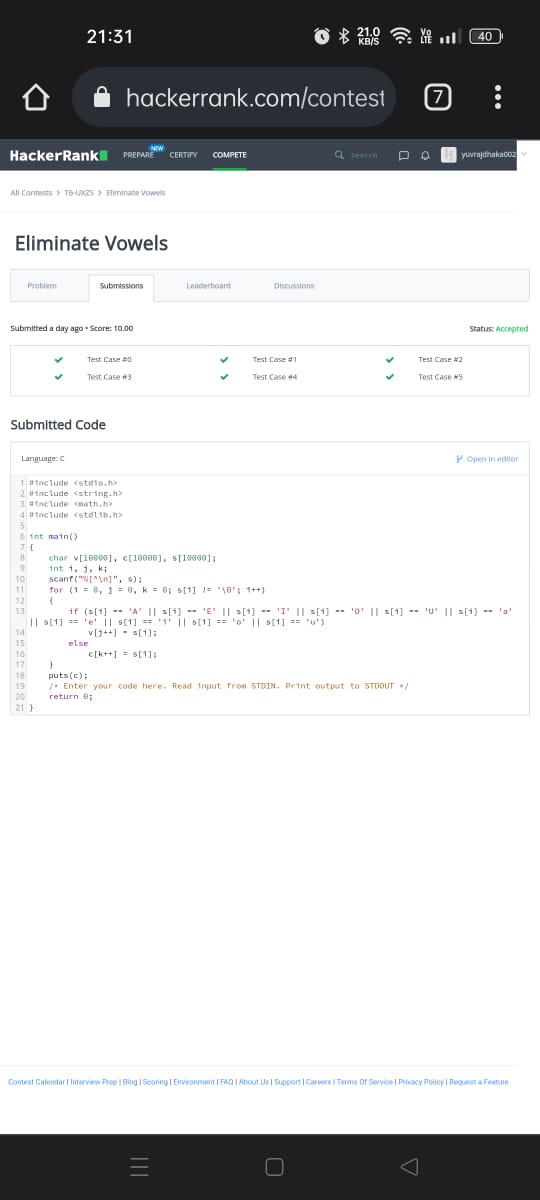 21:31
21.0 KB/S
Vo LTE
40
hackerrank.com/contest
7
HackerRank
PREPARE
NEW
CERTIFY
COMPETE
Search
H
yuvrajdhaka002
All Contests > T6-UXZS > Eliminate Vowels
Eliminate Vowels
Problem
Submissions
Leaderboard
Discussions
Submitted a day ago • Score: 10.00
Status: Accepted
Test Case #0
Test Case #1
Test Case #2
Test Case #3
Test Case #4
Test Case #5
Submitted Code
Language: C
Open in editor
1 #include <stdio.h>
2 #include <string.h>
3 #include <math.h>
4 #include <stdlib.h>
5
6 int main()
7 {
8     char v[10000], c[10000], s[10000];
9     int i, j, k;
10     scanf("%[^\n]", s);
11     for (i = 0, j = 0, k = 0; s[i] != '\0'; i++)
12     {
13         if (s[i] == 'A' || s[i] == 'E' || s[i] == 'I' || s[i] == 'O' || s[i] == 'U' || s[i] == 'a'
|| s[i] == 'e' || s[i] == 'i' || s[i] == 'o' || s[i] == 'u')
14             v[j++] = s[i];
15         else
16             c[k++] = s[i];
17     }
18     puts(c);
19     /* Enter your code here. Read input from STDIN. Print output to STDOUT */
20     return 0;
21 }
Contest Calendar | Interview Prep | Blog | Scoring | Environment | FAQ | About Us | Support | Careers | Terms Of Service | Privacy Policy | Request a Feature